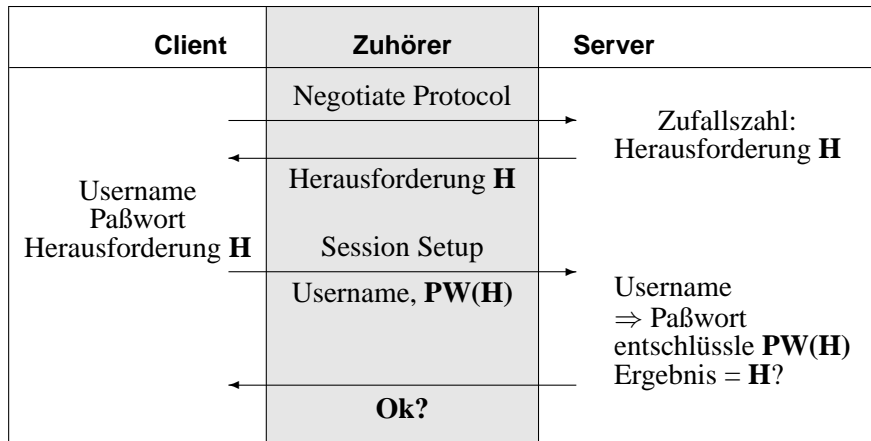 Client
Zuhörer
Server
Negotiate Protocol
Zufallszahl:
Herausforderung H
Herausforderung H
Username
Paßwort
Herausforderung H
Session Setup
Username, PW(H)
Username
⇒ Paßwort
entschlüssle PW(H)
Ergebnis = H?
Ok?